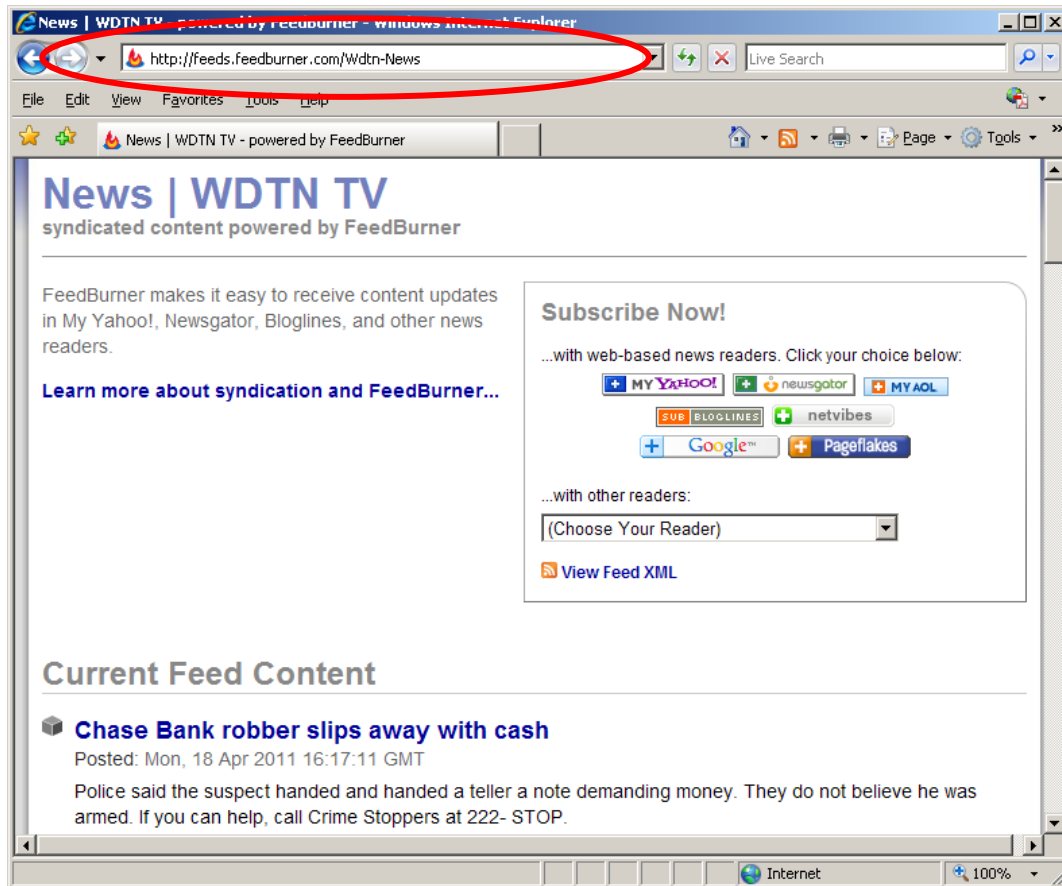 News | WDTN TV - powered by FeedBurner - Windows Internet Explorer
http://feeds.feedburner.com/Wdtn-News
Live Search
File Edit View Favorites Tools Help
News | WDTN TV - powered by FeedBurner
Page Tools
News | WDTN TV
syndicated content powered by FeedBurner
FeedBurner makes it easy to receive content updates
in My Yahoo!, Newsgator, Bloglines, and other news
readers.
Learn more about syndication and FeedBurner...
Subscribe Now!
...with web-based news readers. Click your choice below:
MY YAHOO! newsgator MY AOL
SUB BLOGLINES netvibes
Google™ Pageflakes
...with other readers:
(Choose Your Reader)
View Feed XML
Current Feed Content
Chase Bank robber slips away with cash
Posted: Mon, 18 Apr 2011 16:17:11 GMT
Police said the suspect handed and handed a teller a note demanding money. They do not believe he was
armed. If you can help, call Crime Stoppers at 222- STOP.
Internet
100%